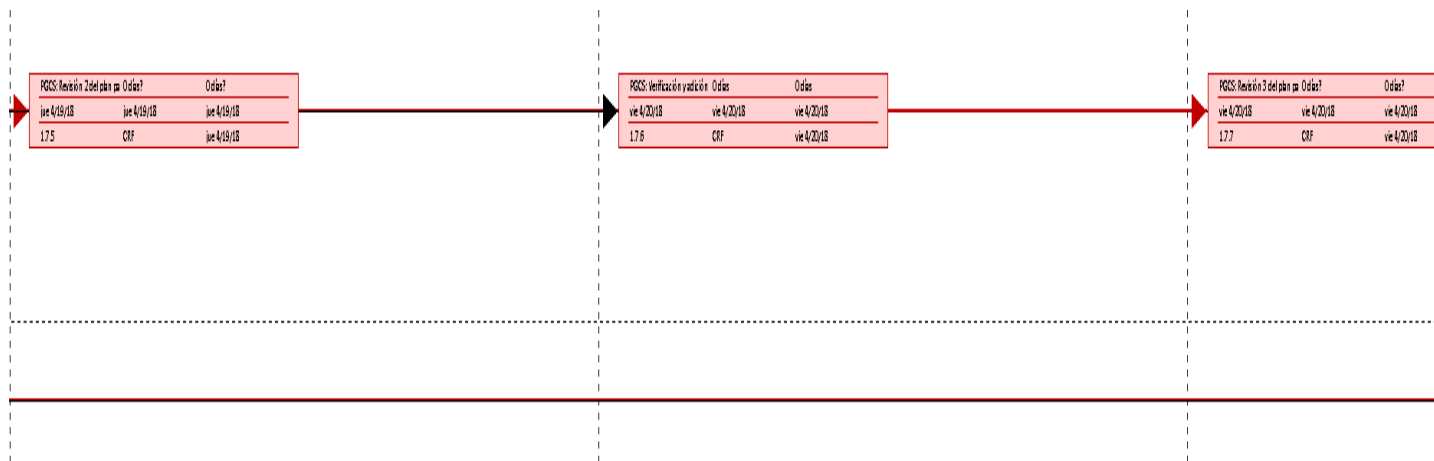 PGCS: Revisión 2 del plan pa 0 días? 0 días?
jue 4/19/18 jue 4/19/18 jue 4/19/18
1.7.5 CRF jue 4/19/18
PGCS: Verificación y adición 0 días 0 días
vie 4/20/18 vie 4/20/18 vie 4/20/18
1.7.6 CRF vie 4/20/18
PGCS: Revisión 3 del plan pa 0 días? 0 días?
vie 4/20/18 vie 4/20/18 vie 4/20/18
1.7.7 CRF vie 4/20/18